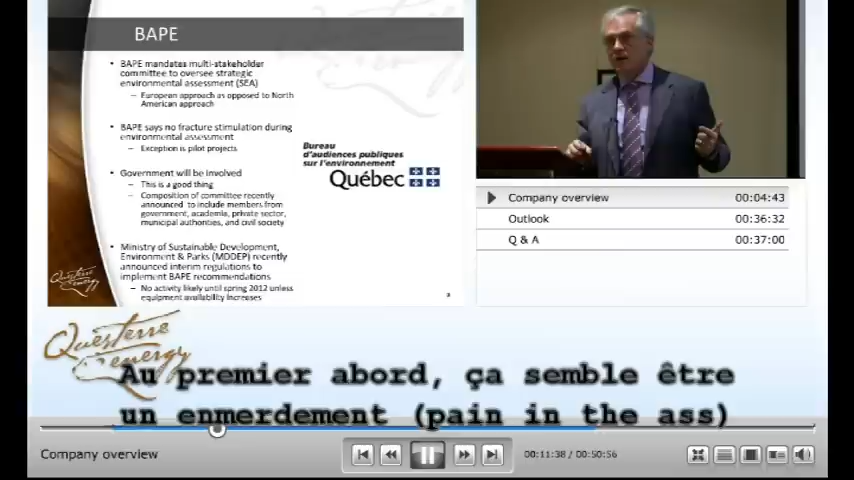 BAPE
• BAPE mandates multi-stakeholder
committee to oversee strategic
environmental assessment (SEA)
– European approach as opposed to North
American approach
• BAPE says no fracture stimulation during
environmental assessment
– Exception is pilot projects
• Government will be involved
– This is a good thing
– Composition of committee recently
announced to include members from
government, academia, private sector,
municipal authorities, and civil society
• Ministry of Sustainable Development,
Environment & Parks (MDDEP) recently
announced interim regulations to
implement BAPE recommendations
– No activity likely until spring 2012 unless
equipment availability increases
Bureau
d'audiences publiques
sur l'environnement
Québec
Questerre
energy
Company overview 00:04:43
Outlook 00:36:32
Q & A 00:37:00
Questerre
energy
Au premier abord, ça semble être
un enmerdement (pain in the ass)
Company overview
00:11:38 / 00:50:56